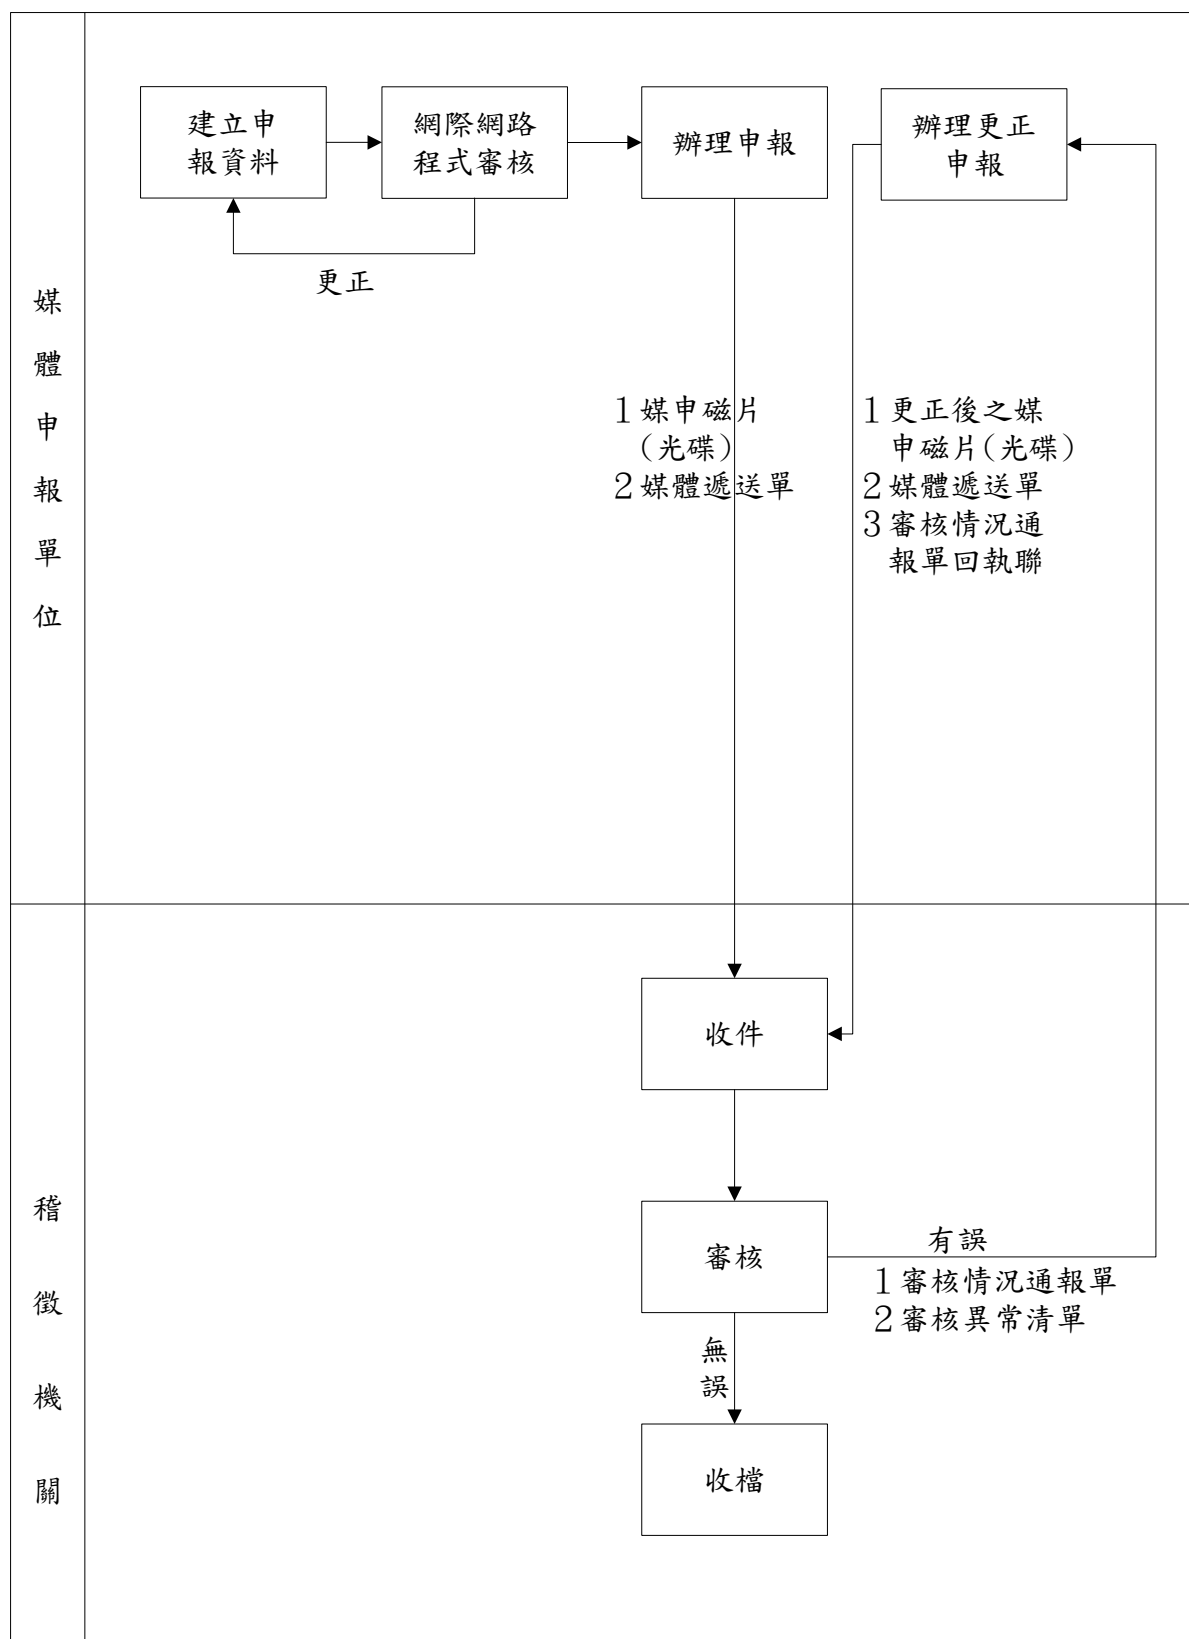 媒體申報單位
建立申
報資料
網際網路
程式審核
辦理申報
辦理更正
申報
更正
1媒申磁片
(光碟)
2媒體遞送單
1更正後之媒
申磁片(光碟)
2媒體遞送單
3審核情況通
報單回執聯
稽徵機關
收件
審核
有誤
1審核情況通報單
2審核異常清單
無
誤
收檔